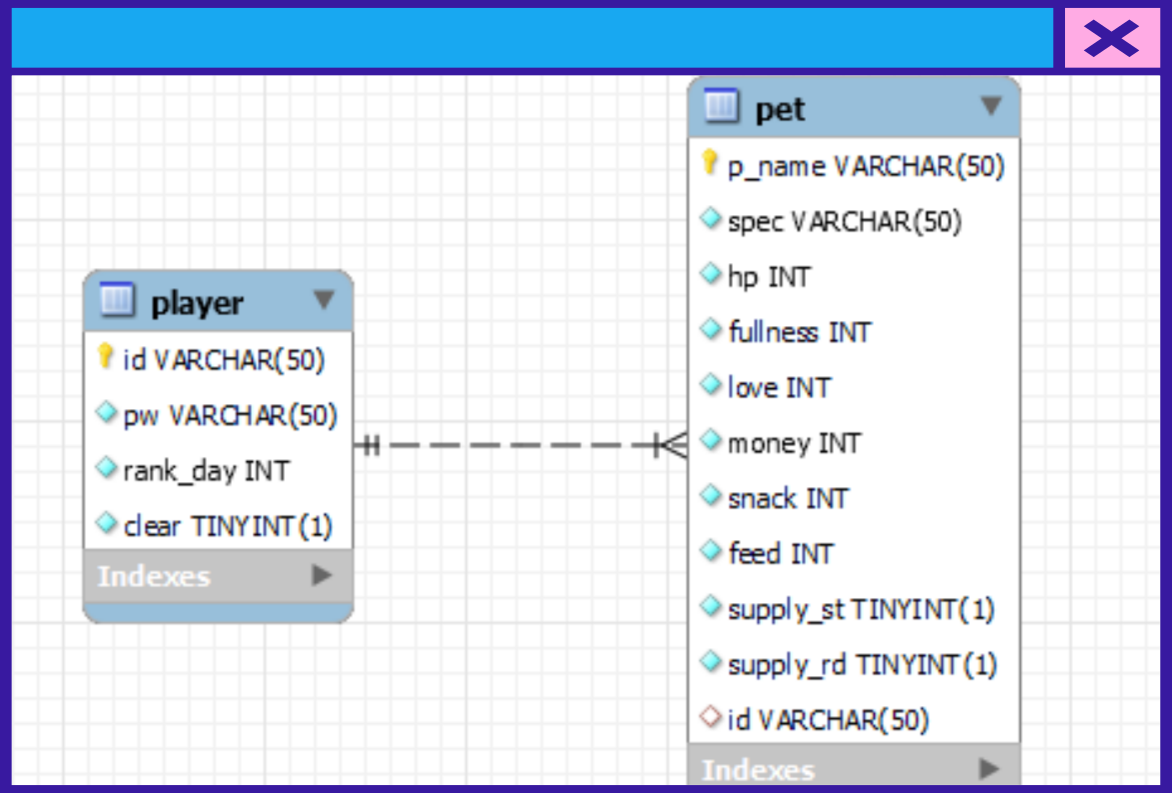 player
id VARCHAR(50)
pw VARCHAR(50)
rank_day INT
clear TINYINT(1)
Indexes
pet
p_name VARCHAR(50)
spec VARCHAR(50)
hp INT
fullness INT
love INT
money INT
snack INT
feed INT
supply_st TINYINT(1)
supply_rd TINYINT(1)
id VARCHAR(50)
Indexes